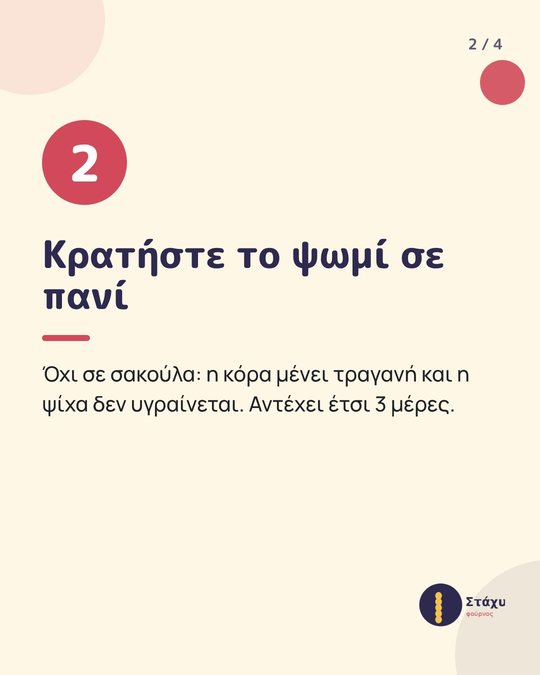 2 / 4
2
Κρατήστε το ψωμί σε
πανί
Όχι σε σακούλα: η κόρα μένει τραγανή και η
ψίχα δεν υγραίνεται. Αντέχει έτσι 3 μέρες.
Στάχυ
φούρνος